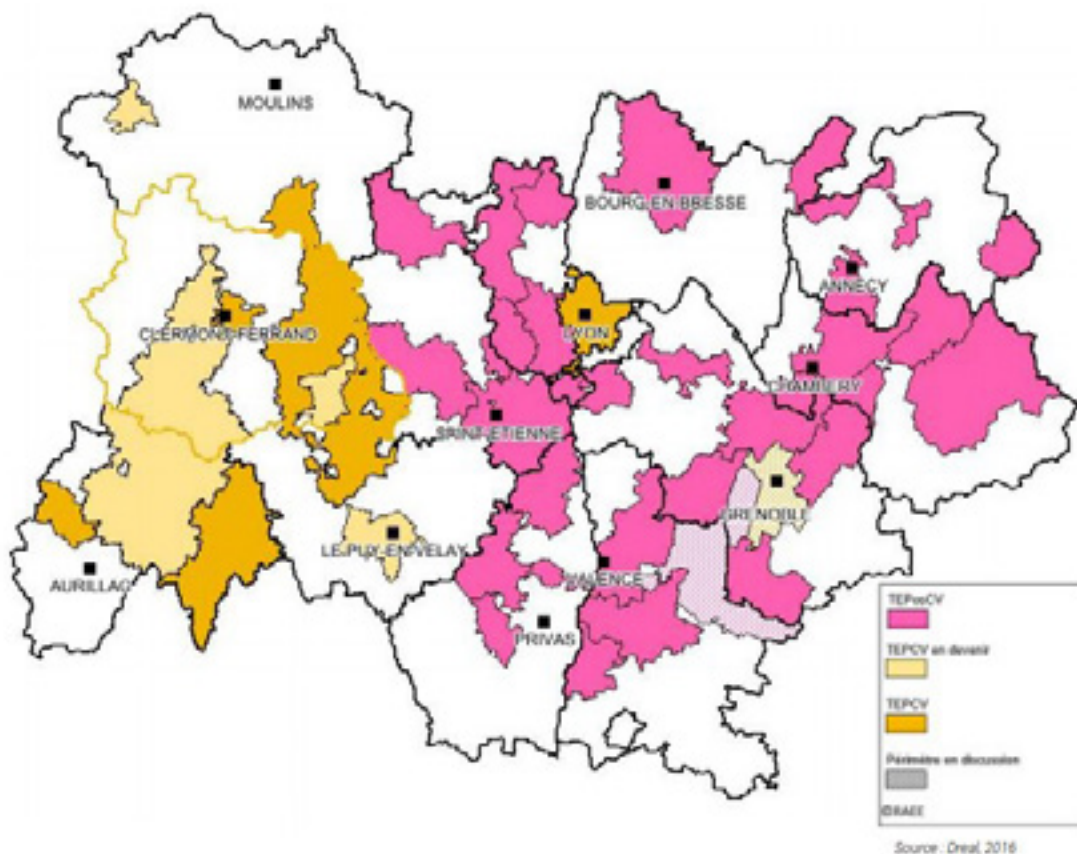 MOULINS
BOURG-EN-BRESSE
ANNECY
CLERMONT-FERRAND
LYON
CHAMBERY
SAINT-ETIENNE
GRENOBLE
LE PUY-EN-VELAY
VALENCE
AURILLAC
PRIVAS
TEPosCV
TEPCV en devenir
TEPCV
Périmètre en discussion
©RAEE
Source : Dreal, 2016